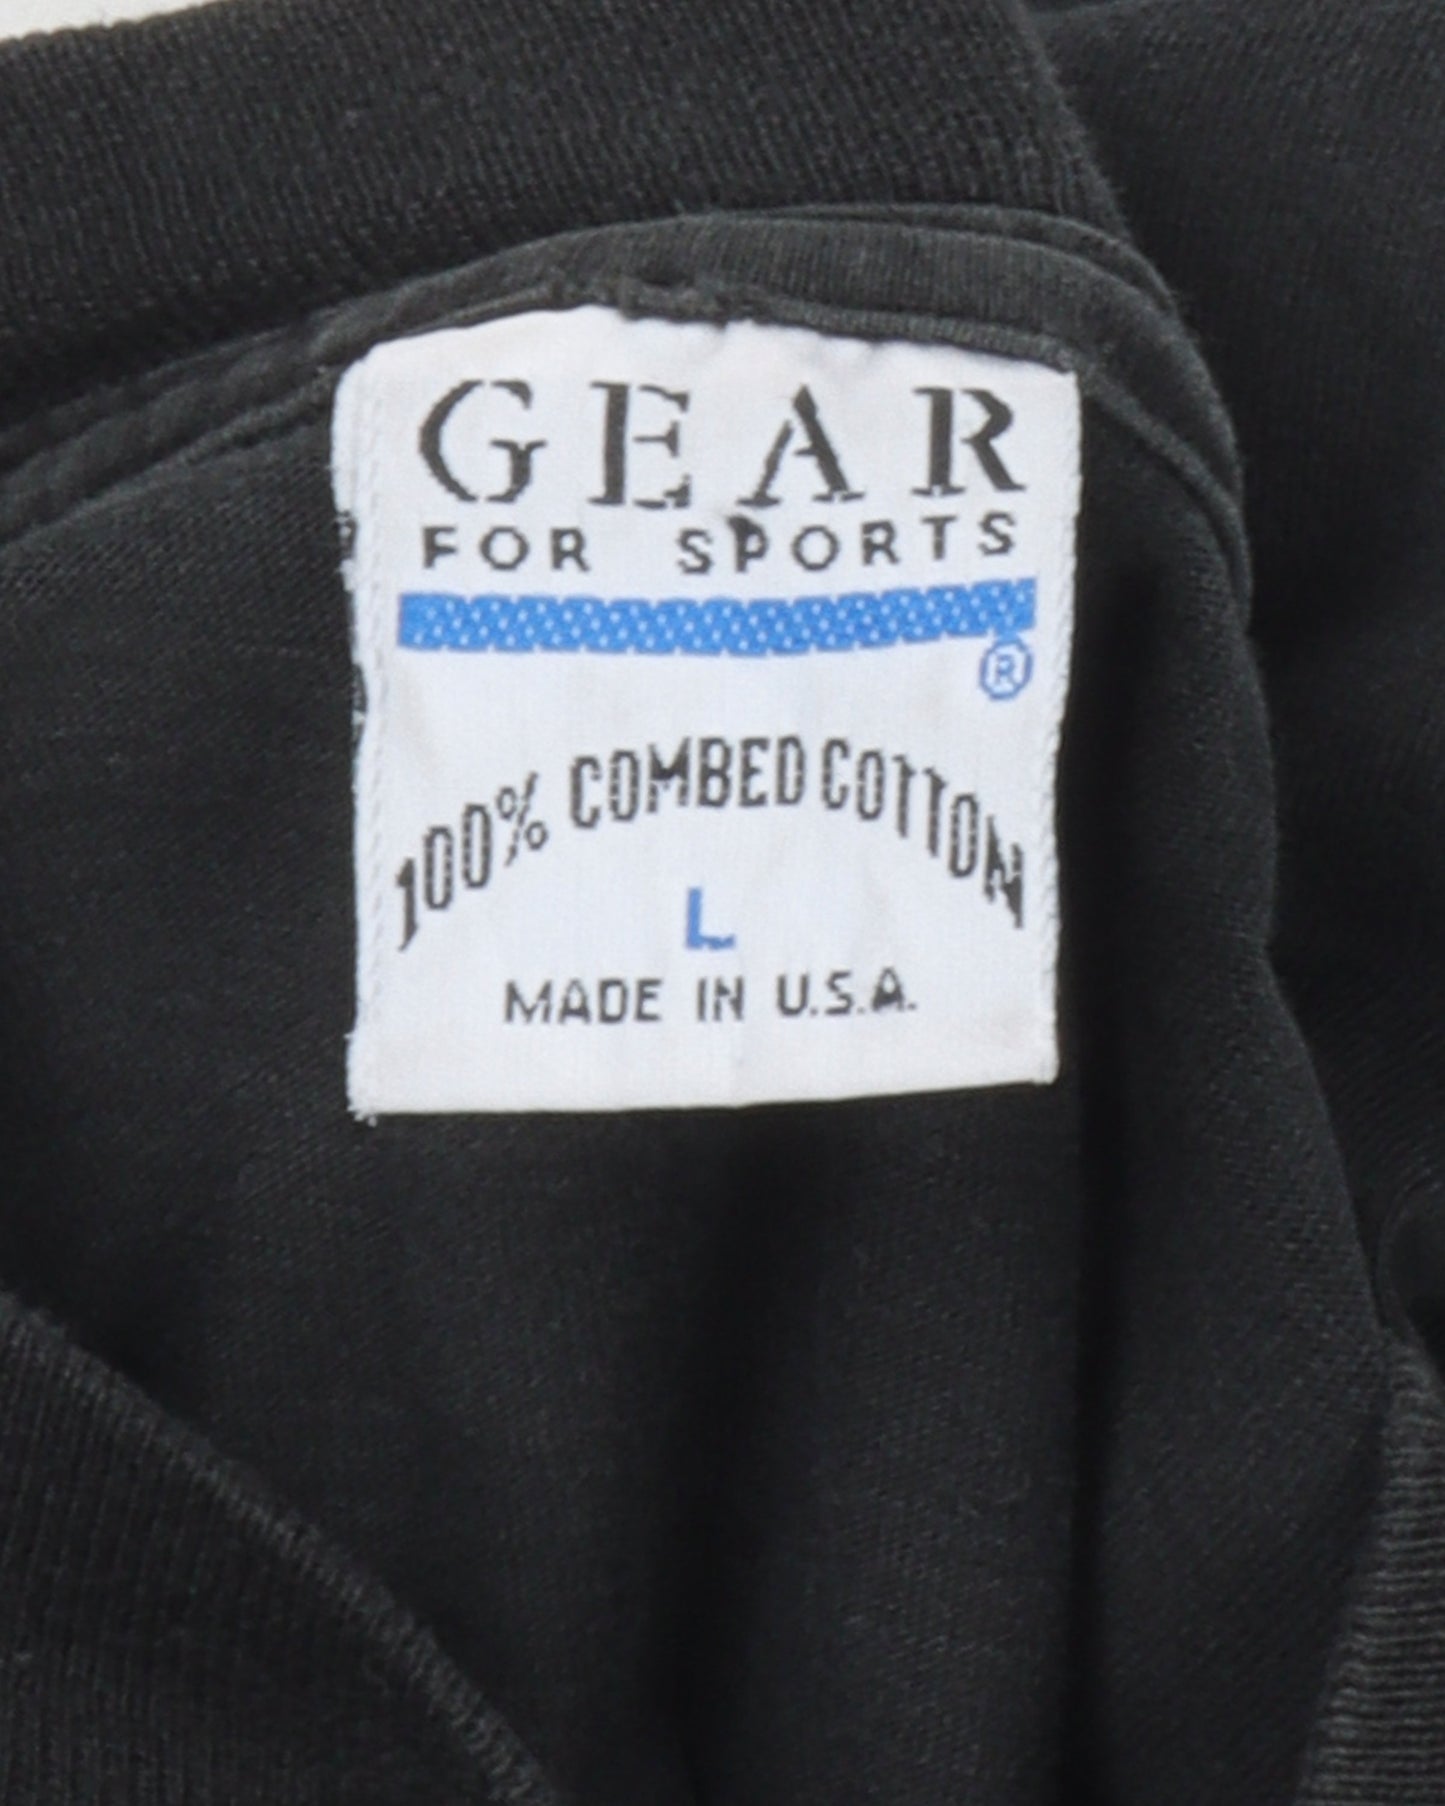 GEAR
FOR SPORTS
®
100% COMBED COTTON
L
MADE IN U.S.A.